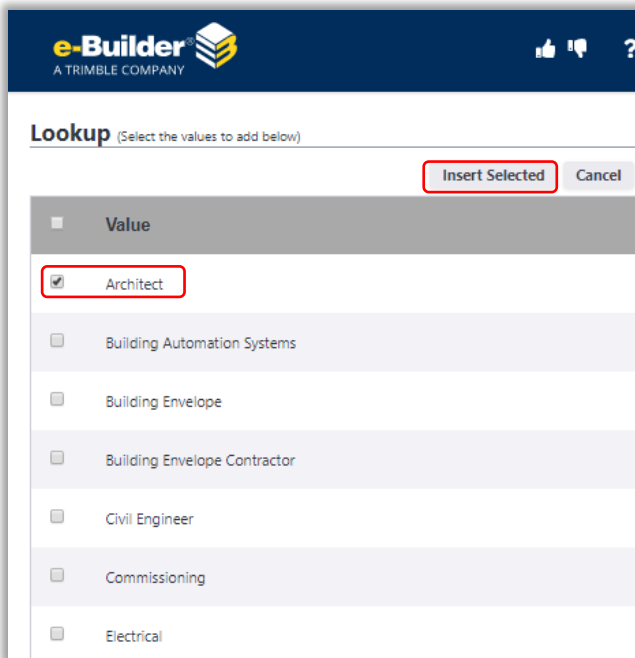 e-Builder®
A TRIMBLE COMPANY
?
Lookup (Select the values to add below)
Insert Selected Cancel
Value
Architect
Building Automation Systems
Building Envelope
Building Envelope Contractor
Civil Engineer
Commissioning
Electrical